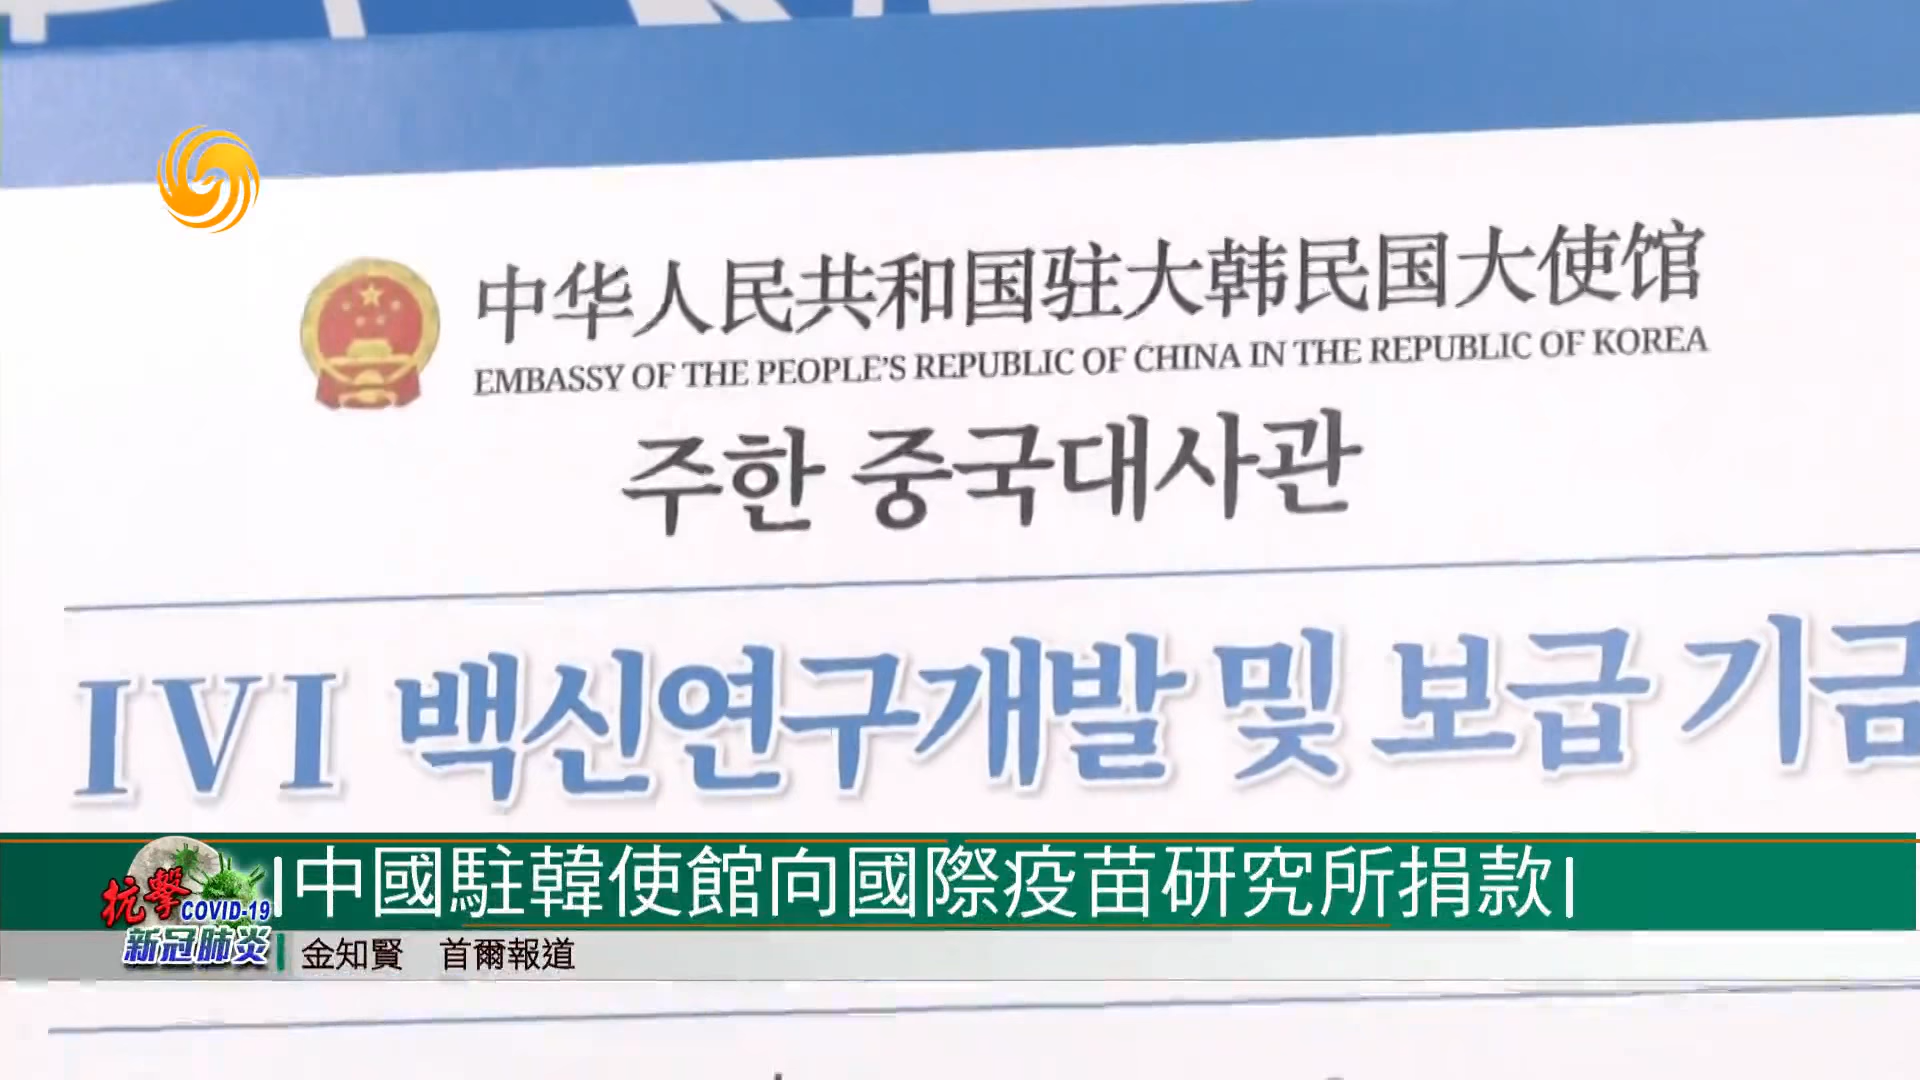 中华人民共和国驻大韩民国大使馆
EMBASSY OF THE PEOPLE'S REPUBLIC OF CHINA IN THE REPUBLIC OF KOREA
주한 중국대사관
IVI 백신연구개발 및 보급 기금
抗擊
COVID-19
新冠肺炎
中國駐韓使館向國際疫苗研究所捐款
金知賢 首爾報道